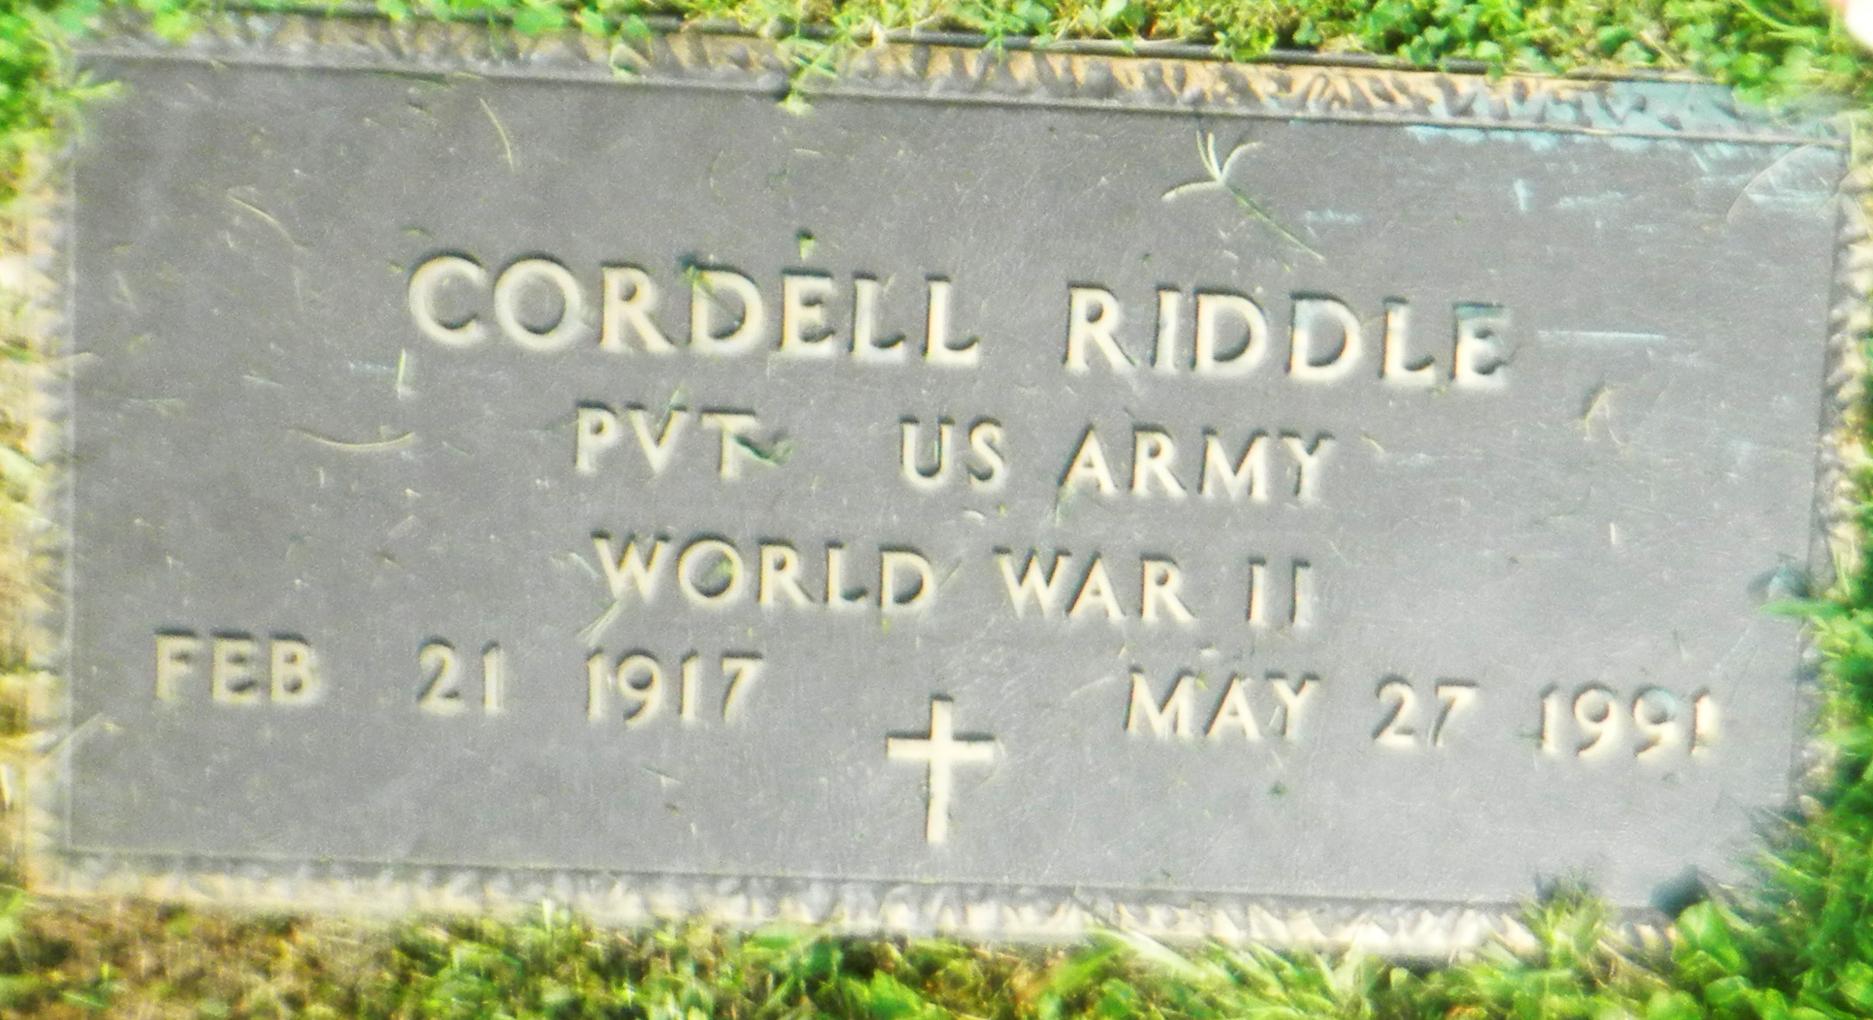 CORDELL RIDDLE
PVT US ARMY
WORLD WAR II
FEB 21 1917 MAY 27 1991